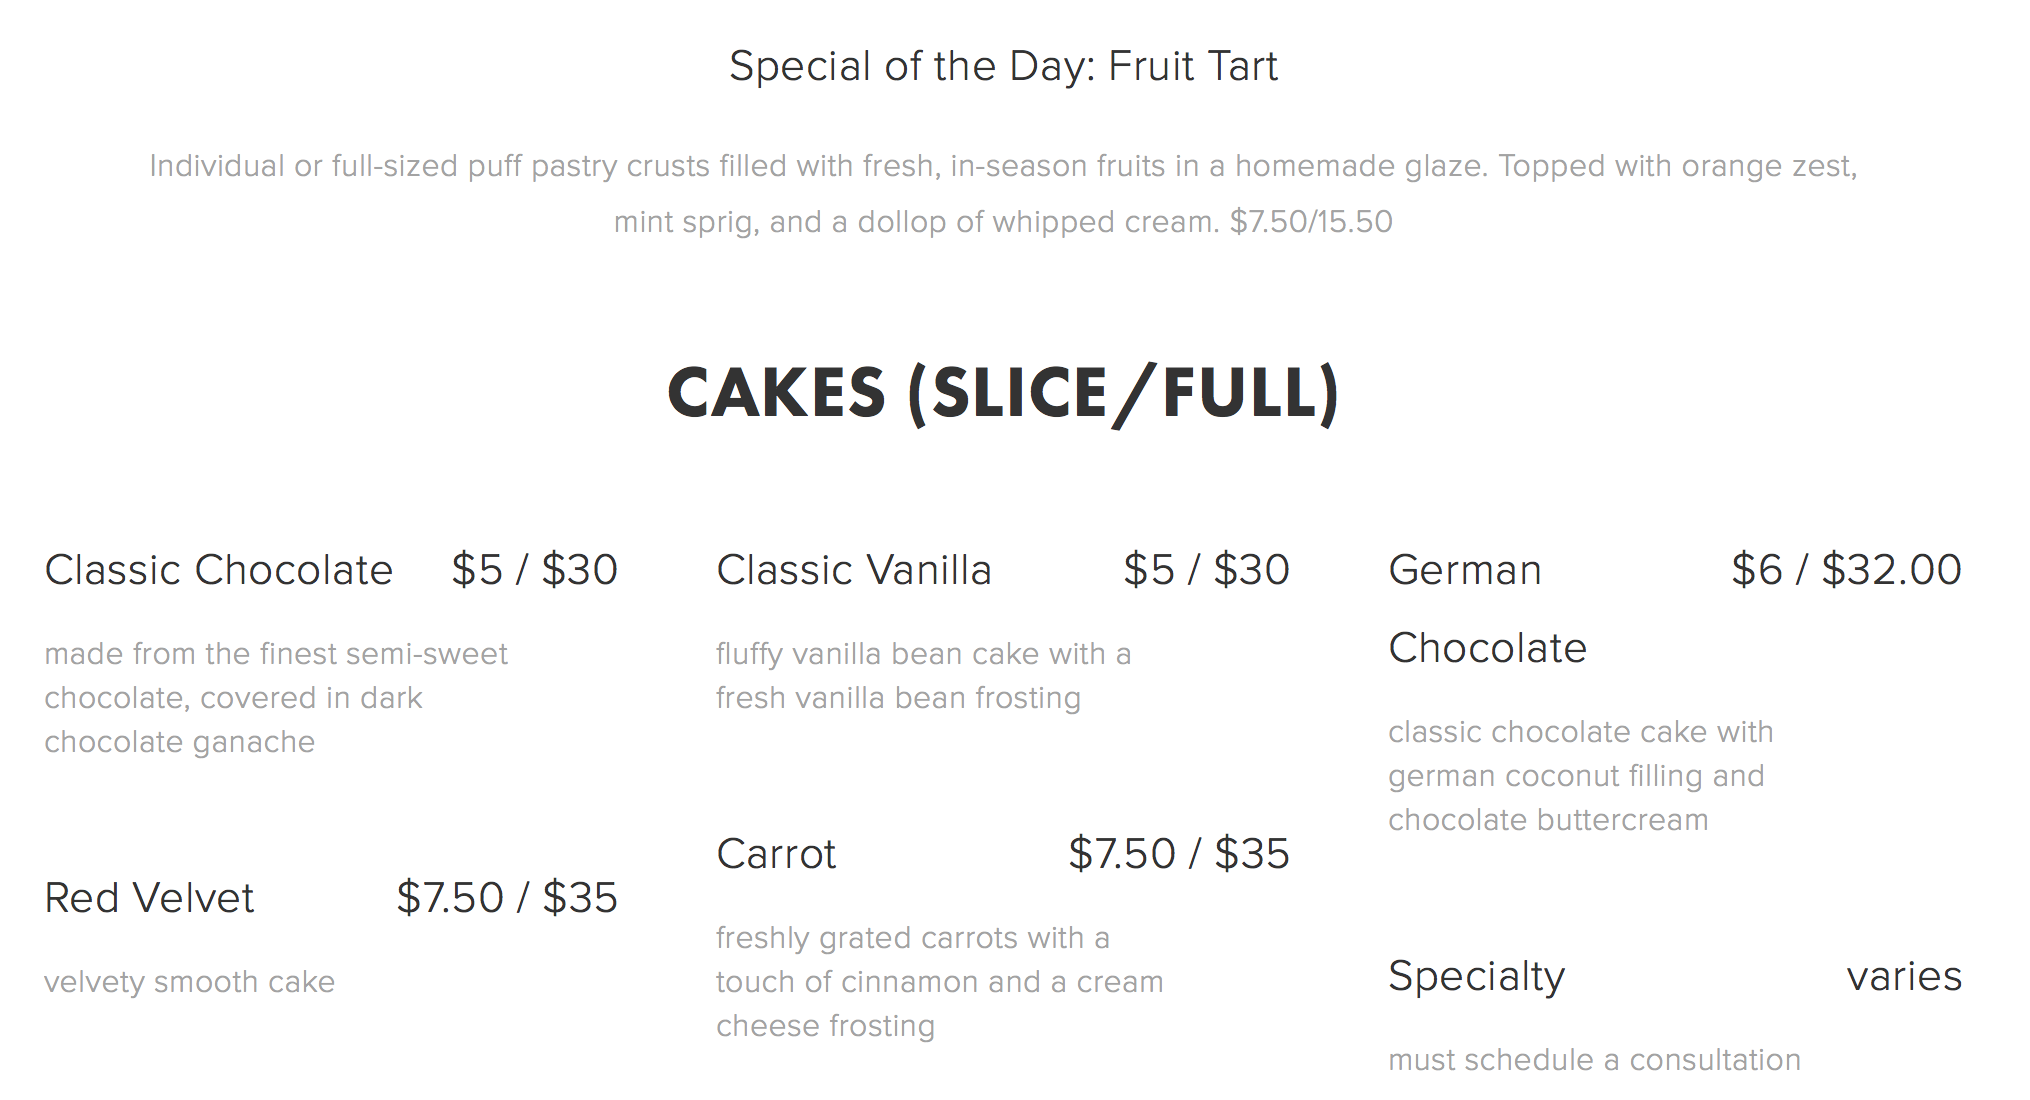 Special of the Day: Fruit Tart
Individual or full-sized puff pastry crusts filled with fresh, in-season fruits in a homemade glaze. Topped with orange zest,
mint sprig, and a dollop of whipped cream. $7.50/15.50
CAKES (SLICE/FULL)
Classic Chocolate $5 / $30
made from the finest semi-sweet
chocolate, covered in dark
chocolate ganache
Red Velvet $7.50 / $35
velvety smooth cake
Classic Vanilla $5 / $30
fluffy vanilla bean cake with a
fresh vanilla bean frosting
Carrot $7.50 / $35
freshly grated carrots with a
touch of cinnamon and a cream
cheese frosting
German $6 / $32.00
Chocolate
classic chocolate cake with
german coconut filling and
chocolate buttercream
Specialty varies
must schedule a consultation